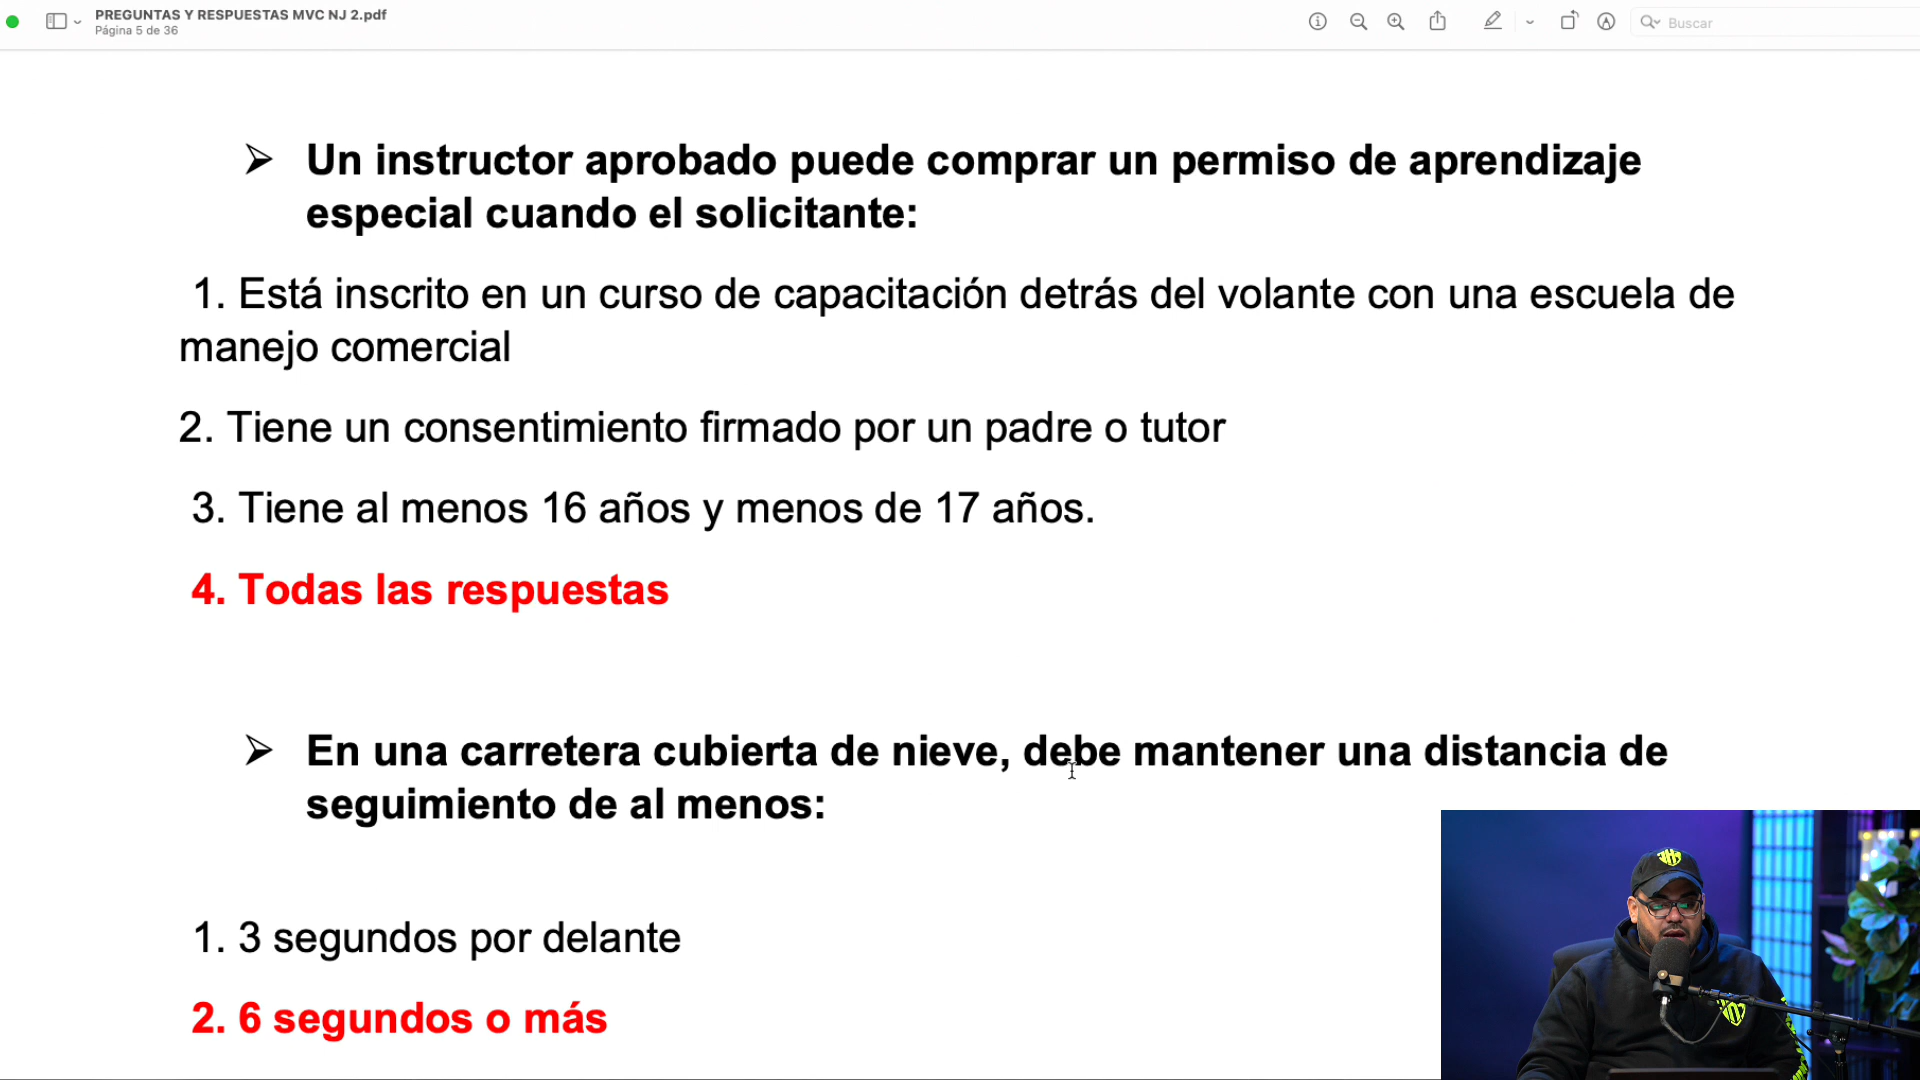 PREGUNTAS Y RESPUESTAS MVC NJ 2.pdf
Página 5 de 36
Buscar
➢ Un instructor aprobado puede comprar un permiso de aprendizaje
especial cuando el solicitante:
1. Está inscrito en un curso de capacitación detrás del volante con una escuela de
manejo comercial
2. Tiene un consentimiento firmado por un padre o tutor
3. Tiene al menos 16 años y menos de 17 años.
4. Todas las respuestas
➢ En una carretera cubierta de nieve, debe mantener una distancia de
seguimiento de al menos:
1. 3 segundos por delante
2. 6 segundos o más